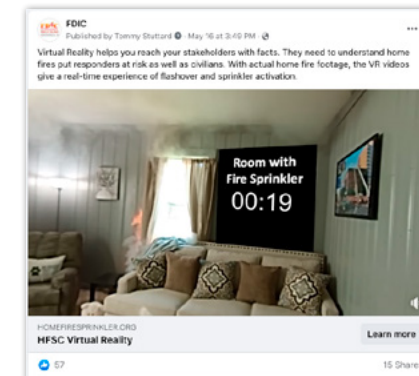 FDIC
Published by Tommy Stuttard · May 16 at 3:49 PM ·
Virtual Reality helps you reach your stakeholders with facts. They need to understand home
fires put responders at risk as well as civilians. With actual home fire footage, the VR videos
give a real-time experience of flashover and sprinkler activation.
Room with
Fire Sprinkler
00:19
HOMEFIRESPRINKLER.ORG
HFSC Virtual Reality
Learn more
57
15 Share